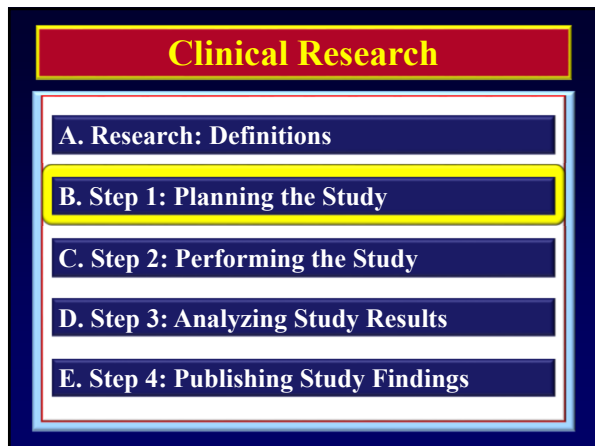 Clinical Research
A. Research: Definitions
B. Step 1: Planning the Study
C. Step 2: Performing the Study
D. Step 3: Analyzing Study Results
E. Step 4: Publishing Study Findings